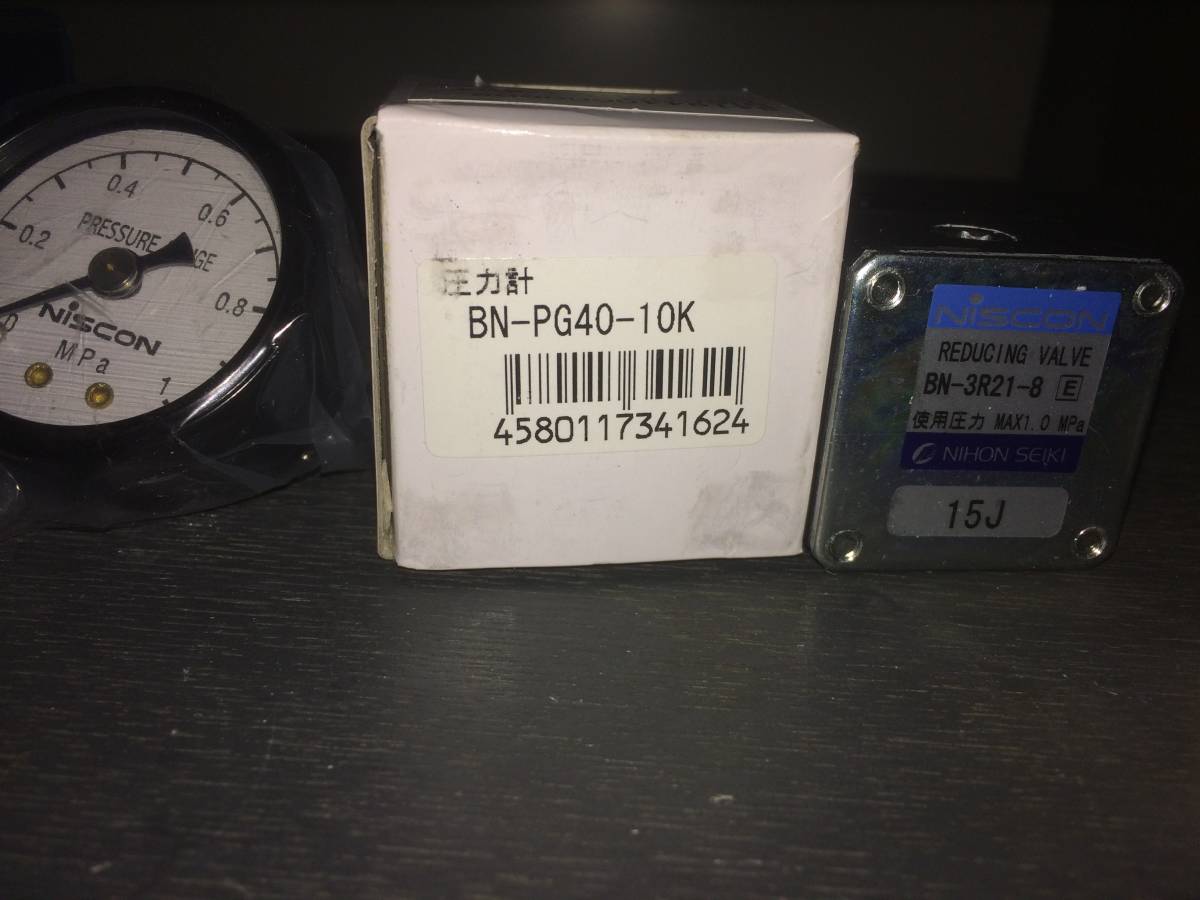 0.4
0.6
0.2
PRESSURE
0.8
0
NiSCON
MPa
1
圧力計
BN-PG40-10K
4580117341624
NiSCON
REDUCING VALVE
BN-3R21-8 E
使用圧力 MAX1.0 MPa
NIHON SEIKI
15J